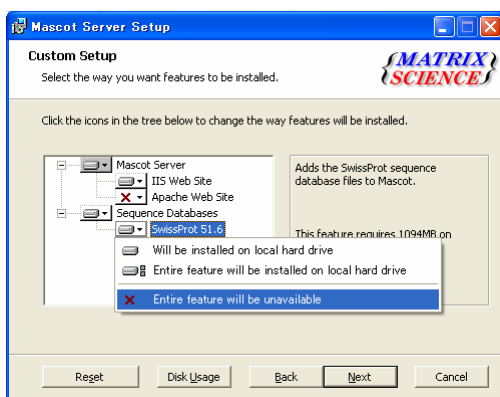 Mascot Server Setup
Custom Setup
Select the way you want features to be installed.
{MATRIX}
{SCIENCE}
Click the icons in the tree below to change the way features will be installed.
Mascot Server
IIS Web Site
Apache Web Site
Sequence Databases
SwissProt 51.6
Adds the SwissProt sequence
database files to Mascot.
This feature requires 1094MB on
Will be installed on local hard drive
Entire feature will be installed on local hard drive
Entire feature will be unavailable
Reset
Disk Usage
Back
Next
Cancel